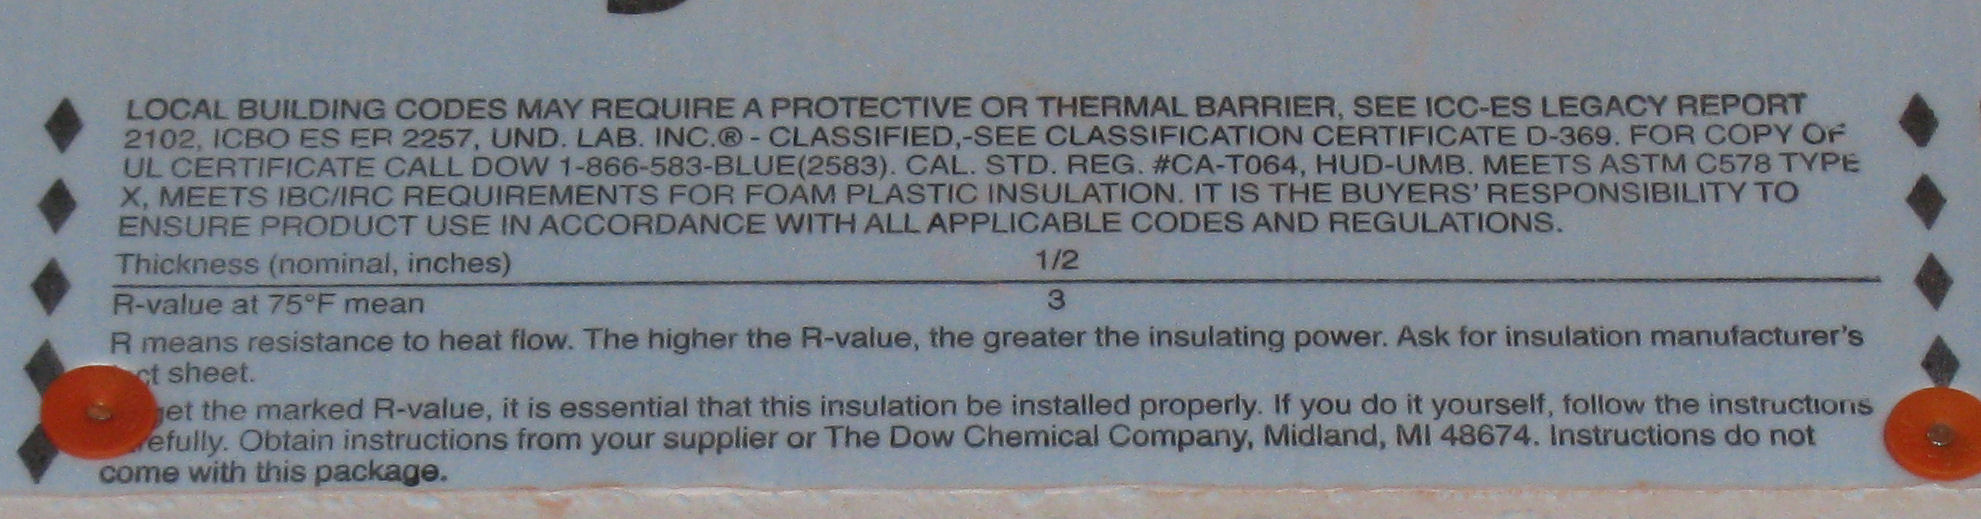 LOCAL BUILDING CODES MAY REQUIRE A PROTECTIVE OR THERMAL BARRIER, SEE ICC-ES LEGACY REPORT
2102, ICBO ES ER 2257, UND. LAB. INC.® - CLASSIFIED,-SEE CLASSIFICATION CERTIFICATE D-369. FOR COPY OF
UL CERTIFICATE CALL DOW 1-866-583-BLUE(2583). CAL. STD. REG. #CA-T064, HUD-UMB. MEETS ASTM C578 TYPE
X, MEETS IBC/IRC REQUIREMENTS FOR FOAM PLASTIC INSULATION. IT IS THE BUYERS' RESPONSIBILITY TO
ENSURE PRODUCT USE IN ACCORDANCE WITH ALL APPLICABLE CODES AND REGULATIONS.
Thickness (nominal, inches) 1/2
R-value at 75°F mean 3
R means resistance to heat flow. The higher the R-value, the greater the insulating power. Ask for insulation manufacturer's
sheet.
get the marked R-value, it is essential that this insulation be installed properly. If you do it yourself, follow the instructions
Obtain instructions from your supplier or The Dow Chemical Company, Midland, MI 48674. Instructions do not
come with this package.